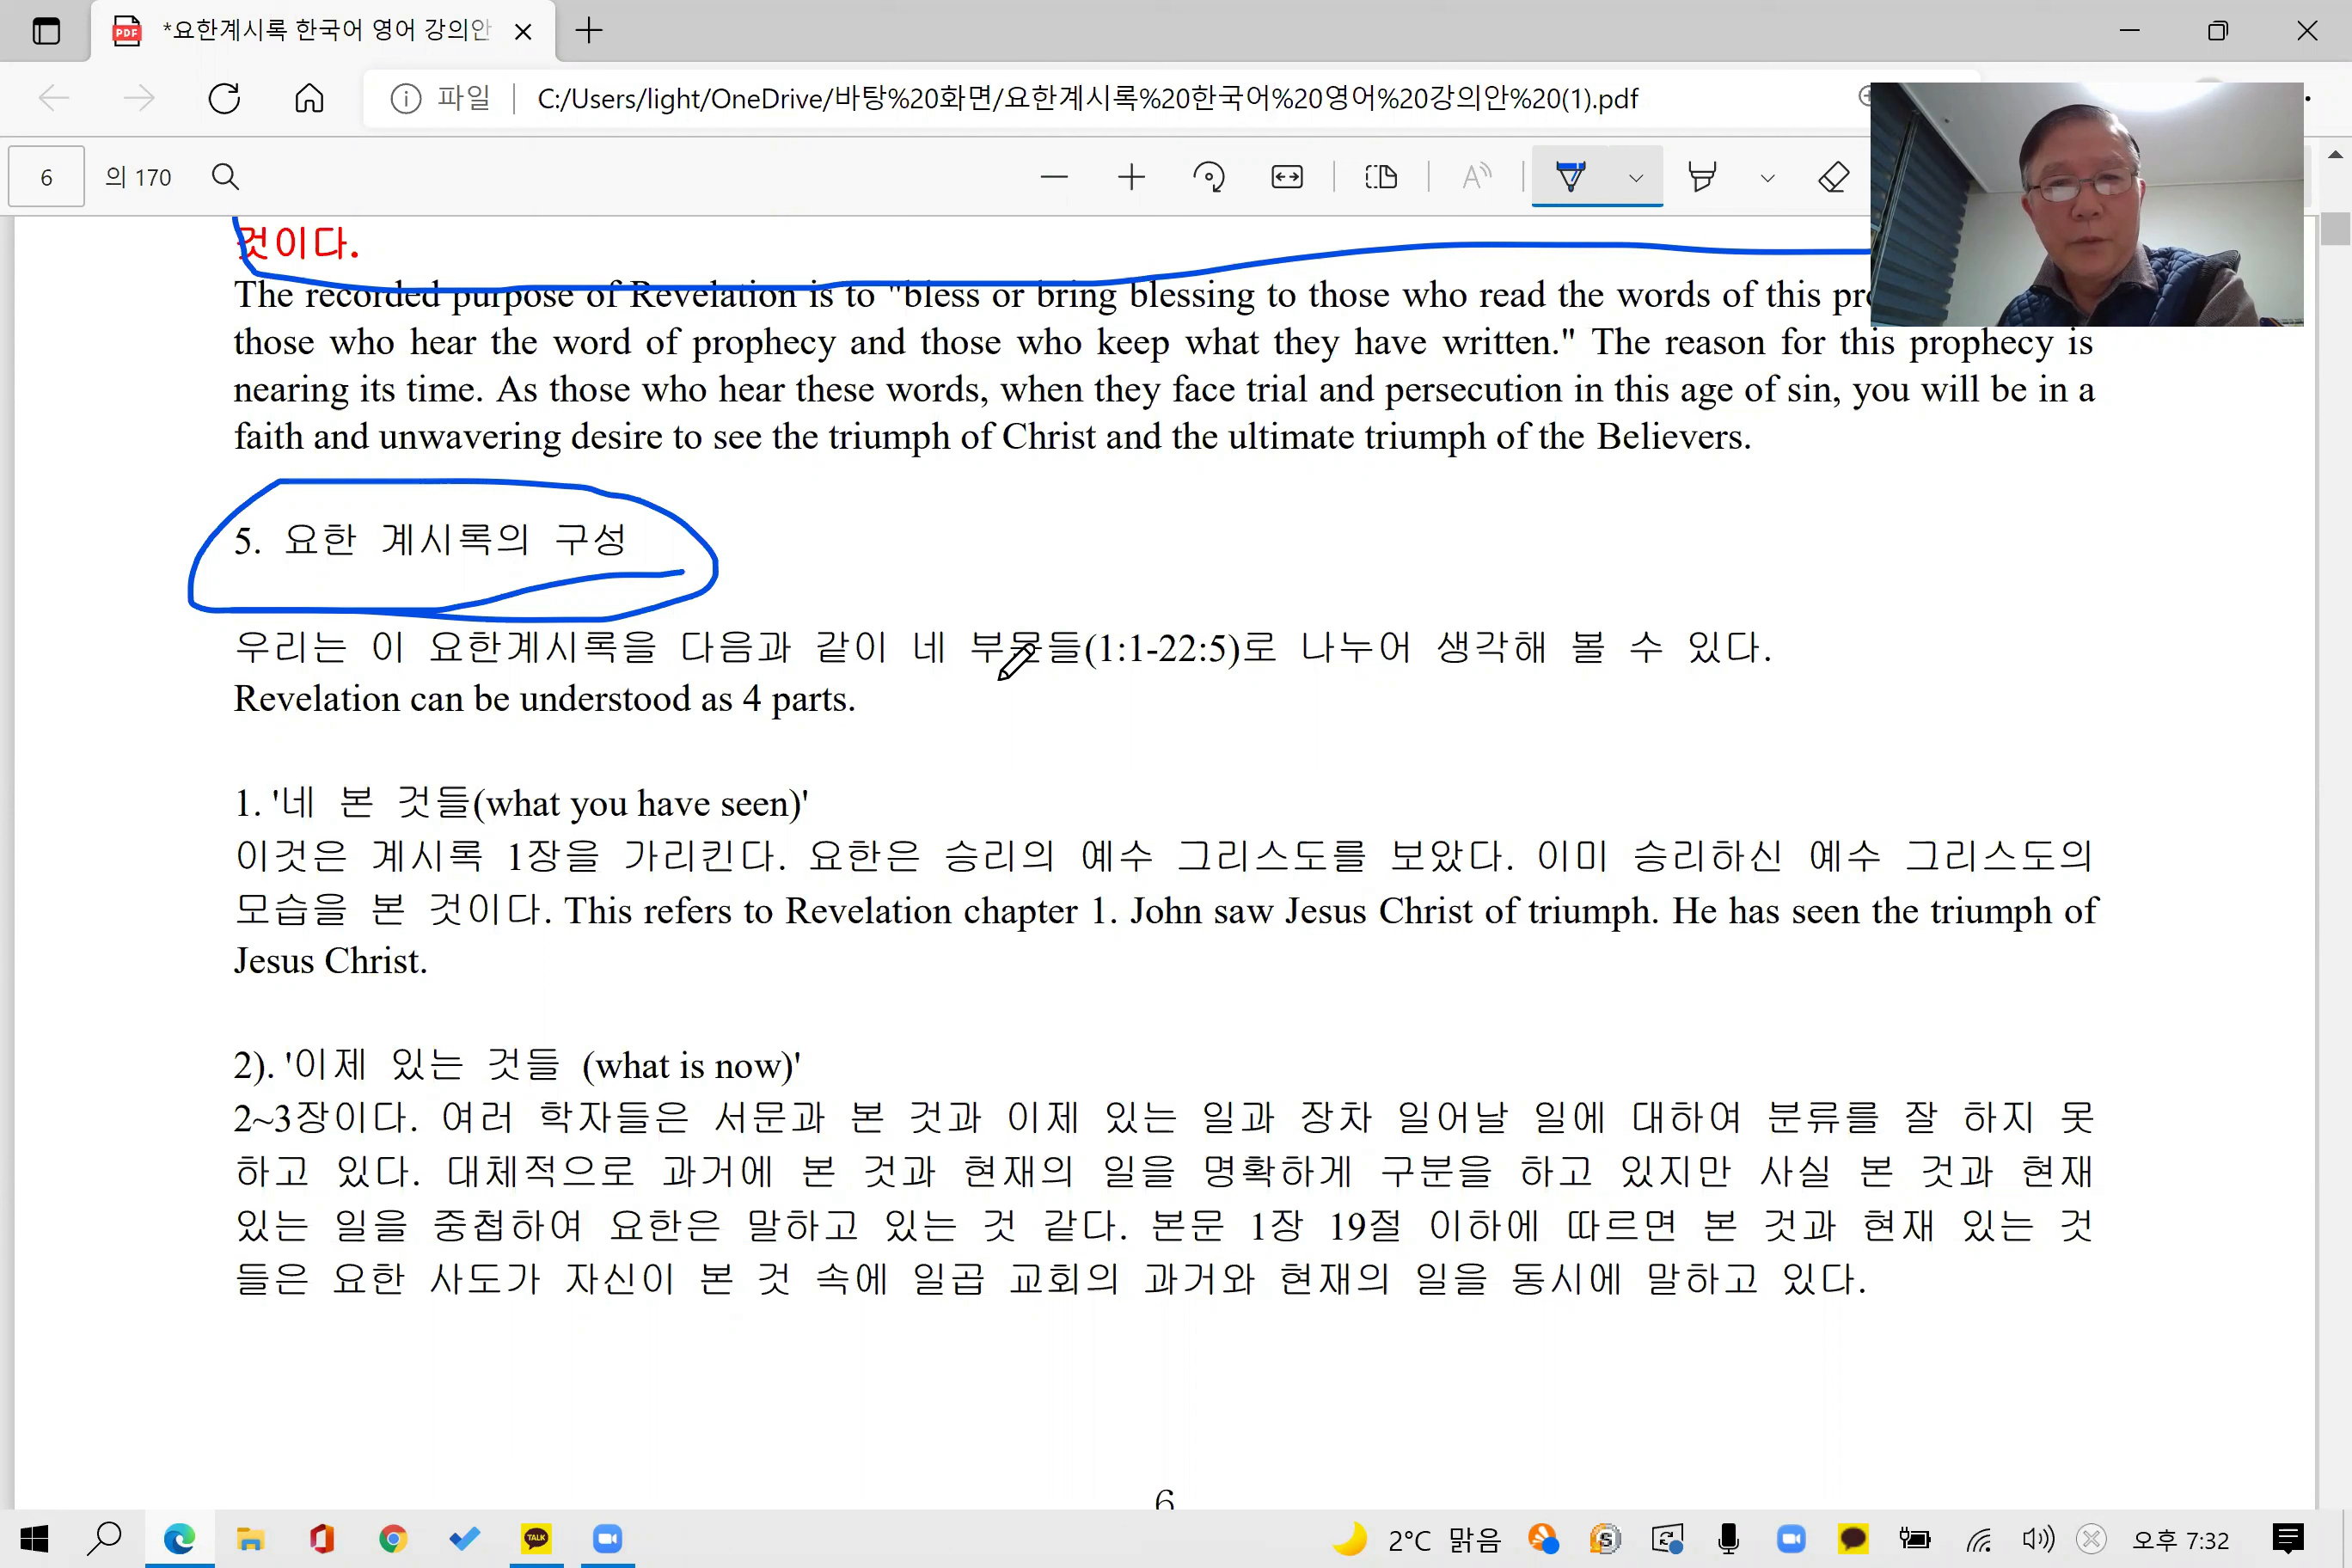 *요한계시록 한국어 영어 강의안
파일 C:/Users/light/OneDrive/바탕%20화면/요한계시록%20한국어%20영어%20강의안%20(1).pdf
6 의 170
것이다.
The recorded purpose of Revelation is to "bless or bring blessing to those who read the words of this
those who hear the word of prophecy and those who keep what they have written." The reason for this prophecy is
nearing its time. As those who hear these words, when they face trial and persecution in this age of sin, you will be in a
faith and unwavering desire to see the triumph of Christ and the ultimate triumph of the Believers.
5. 요한 계시록의 구성
우리는 이 요한계시록을 다음과 같이 네 (1:1-22:5)로 나누어 생각해 볼 수 있다.
Revelation can be understood as 4 parts.
1. '네 본 것들(what you have seen)'
이것은 계시록 1장을 가리킨다. 요한은 승리의 예수 그리스도를 보았다. 이미 승리하신 예수 그리스도의
모습을 본 것이다. This refers to Revelation chapter 1. John saw Jesus Christ of triumph. He has seen the triumph of
Jesus Christ.
2). '이제 있는 것들 (what is now)'
2~3장이다. 여러 학자들은 서문과 본 것과 이제 있는 일과 장차 일어날 일에 대하여 분류를 잘 하지 못
하고 있다. 대체적으로 과거에 본 것과 현재의 일을 명확하게 구분을 하고 있지만 사실 본 것과 현재
있는 일을 중첩하여 요한은 말하고 있는 것 같다. 본문 1장 19절 이하에 따르면 본 것과 현재 있는 것
들은 요한 사도가 자신이 본 것 속에 일곱 교회의 과거와 현재의 일을 동시에 말하고 있다.
6
2°C 맑음 오후 7:32